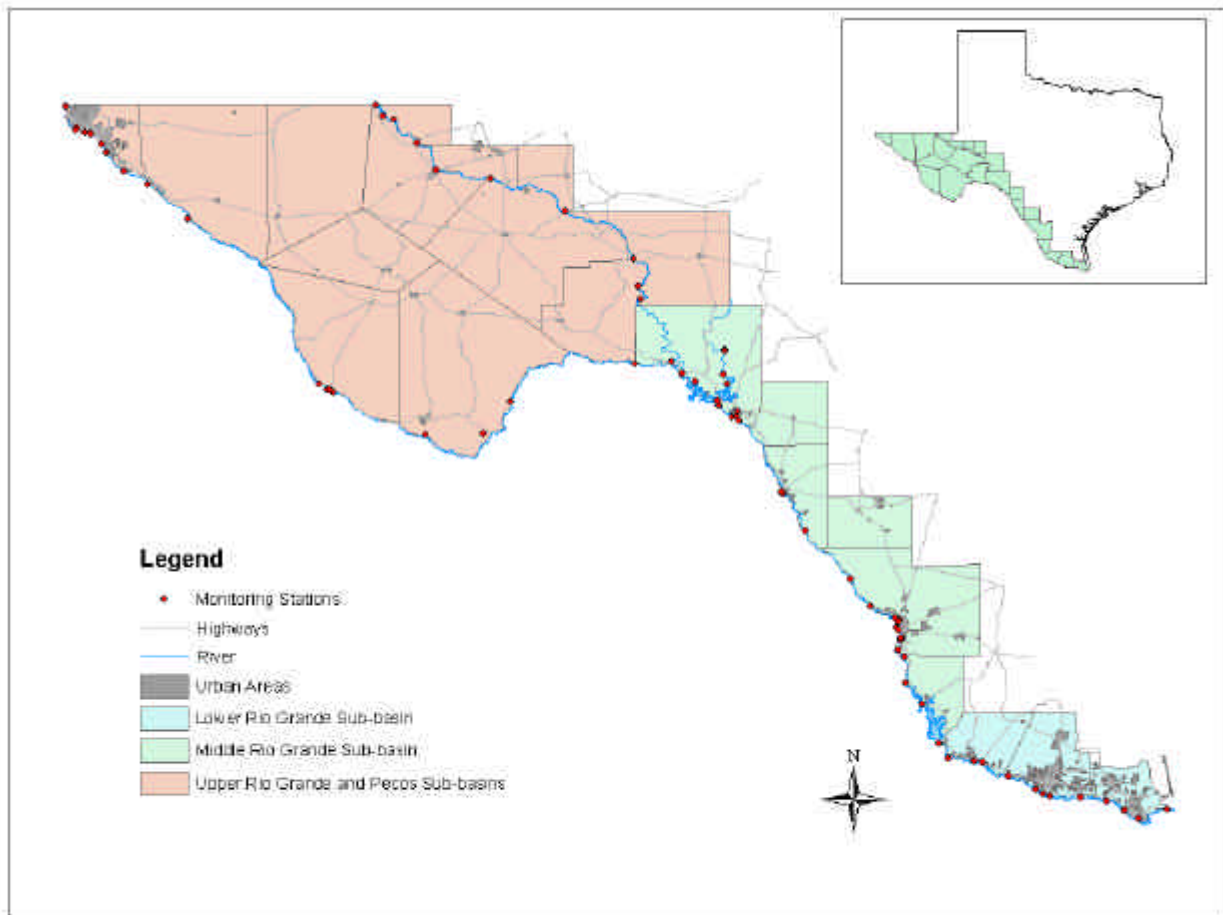 Legend
Monitoring Stations
Highways
River
Urban Areas
Lower Rio Grande Sub-basin
Middle Rio Grande Sub-basin
Upper Rio Grande and Pecos Sub-basins
N